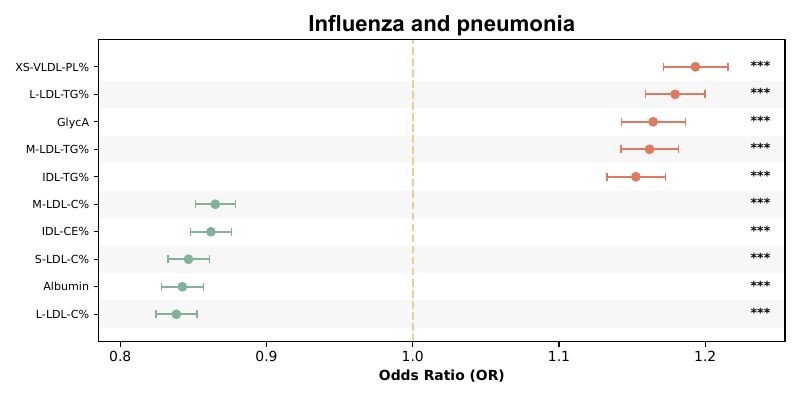 Influenza and pneumonia
XS-VLDL-PL% ***
L-LDL-TG% ***
GlycA ***
M-LDL-TG% ***
IDL-TG% ***
M-LDL-C% ***
IDL-CE% ***
S-LDL-C% ***
Albumin ***
L-LDL-C% ***
0.8 0.9 1.0 1.1 1.2
Odds Ratio (OR)